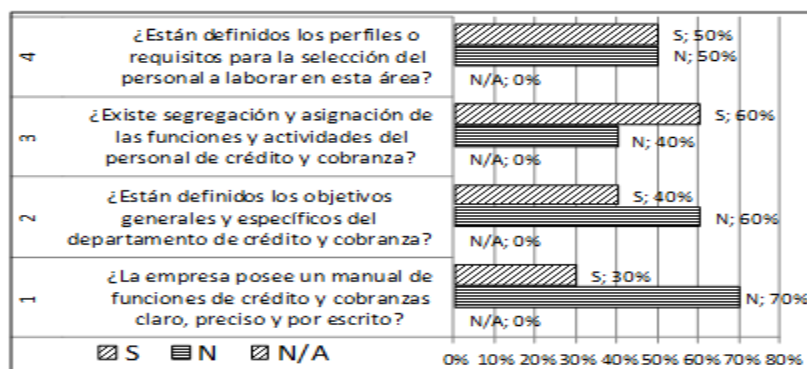 4
¿Están definidos los perfiles o
requisitos para la selección del
personal a laborar en esta área?
S; 50%
N; 50%
N/A; 0%
3
¿Existe segregación y asignación de
las funciones y actividades del
personal de crédito y cobranza?
S; 60%
N; 40%
N/A; 0%
2
¿Están definidos los objetivos
generales y específicos del
departamento de crédito y cobranza?
S; 40%
N; 60%
N/A; 0%
1
¿La empresa posee un manual de
funciones de crédito y cobranzas
claro, preciso y por escrito?
S; 30%
N; 70%
N/A; 0%
S N N/A
0% 10% 20% 30% 40% 50% 60% 70% 80%